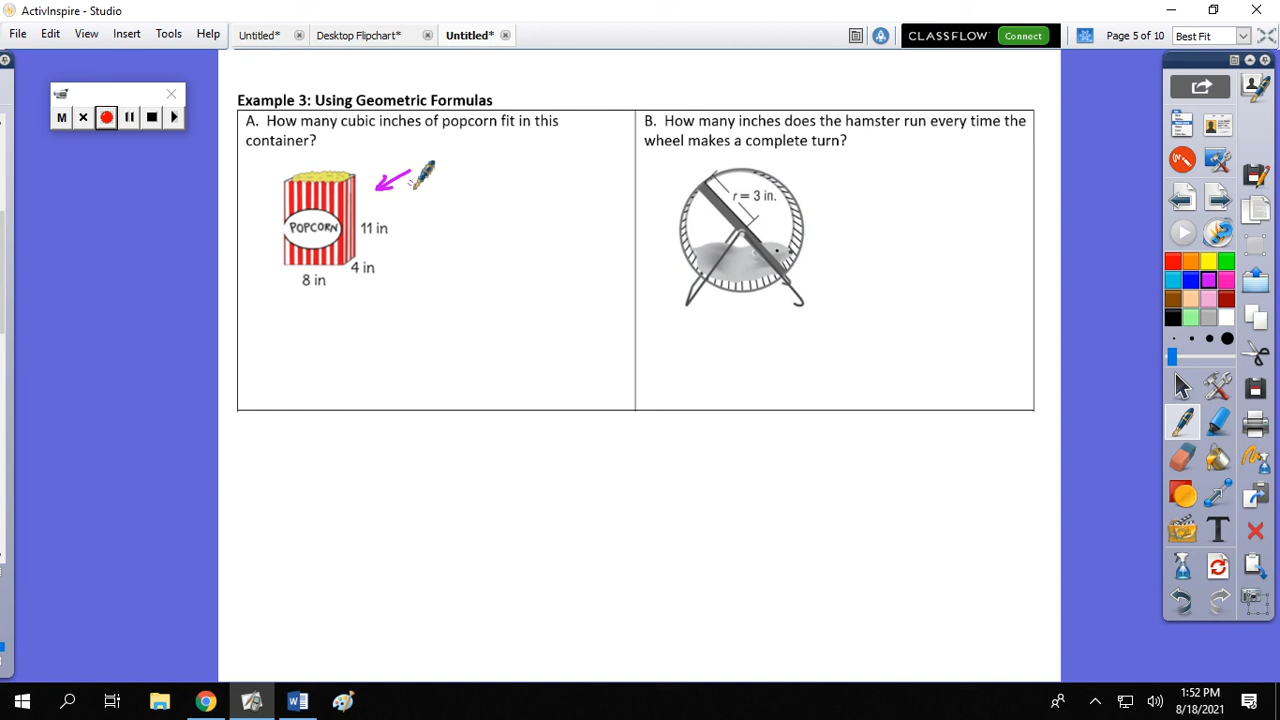 ActivInspire - Studio
File Edit View Insert Tools Help
Untitled* Desktop Flipchart* Untitled*
CLASSFLOW Connect
Page 5 of 10 Best Fit
M
Example 3: Using Geometric Formulas
A. How many cubic inches of popcorn fit in this
container?
POPCORN
11 in
4 in
8 in
B. How many inches does the hamster run every time the
wheel makes a complete turn?
r = 3 in.
T
W
1:52 PM
8/18/2021